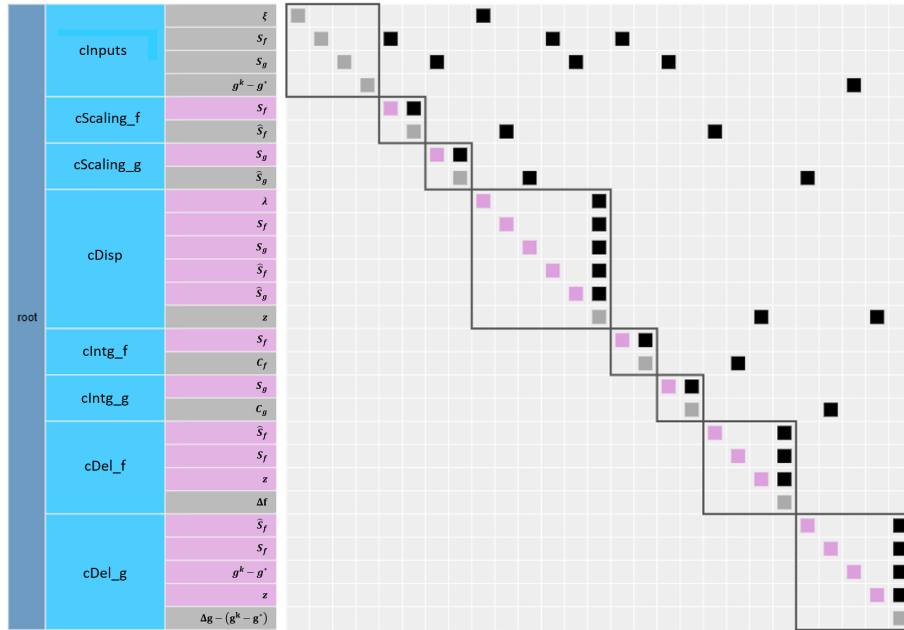 root
cInputs
ξ
S_f
S_g
g^k − g^*
cScaling_f
S_f
Ŝ_f
cScaling_g
S_g
Ŝ_g
cDisp
λ
S_f
S_g
Ŝ_f
Ŝ_g
z
cIntg_f
S_f
C_f
cIntg_g
S_g
C_g
cDel_f
Ŝ_f
S_f
z
Δf
cDel_g
Ŝ_f
S_f
g^k − g^*
z
Δg − (g^k − g^*)